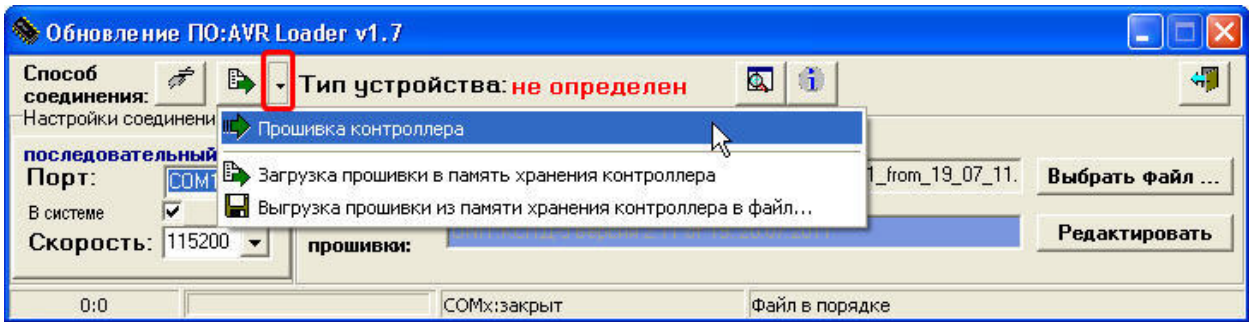 Обновление ПО:AVR Loader v1.7
Способ соединения:
Тип устройства: не определен
Настройки соединени
Прошивка контроллера
последовательный
Порт: COM1
Загрузка прошивки в память хранения контроллера
1_from_19_07_11.
Выбрать файл ...
В системе
Выгрузка прошивки из памяти хранения контроллера в файл...
Скорость: 115200
прошивки:
Редактировать
0:0
COMx:закрыт
Файл в порядке